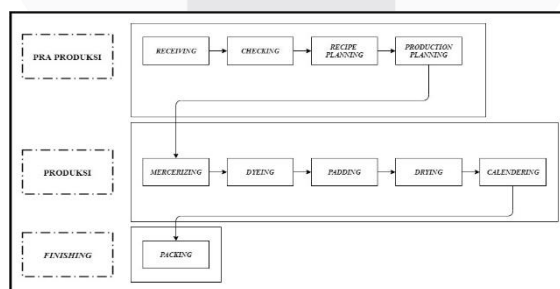 PRA PRODUKSI
RECEIVING
CHECKING
RECIPE
PLANNING
PRODUCTION
PLANNING
PRODUKSI
MERCERIZING
DYEING
PADDING
DRYING
CALENDERING
FINISHING
PACKING